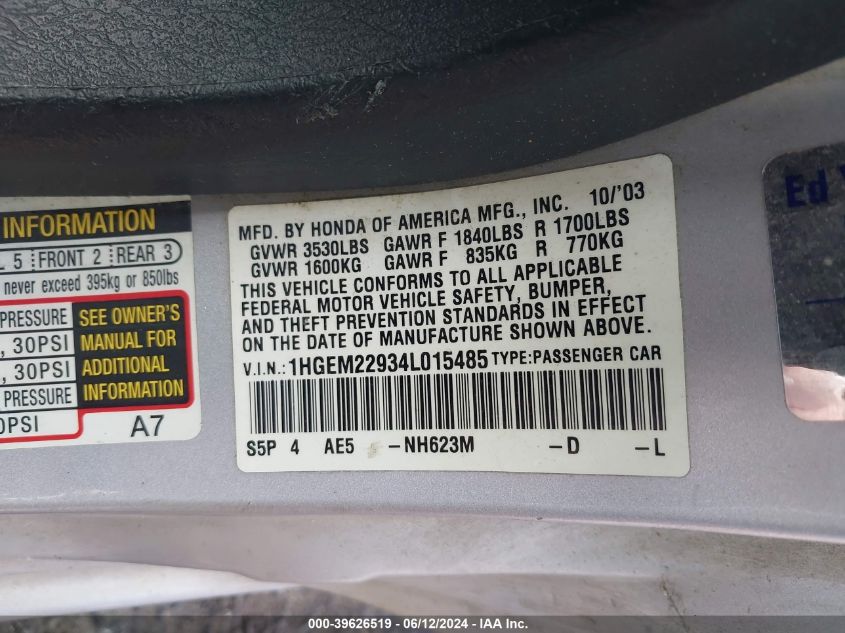 INFORMATION
L 5 FRONT 2 REAR 3
never exceed 395kg or 850lbs
PRESSURE
, 30PSI
, 30PSI
PRESSURE
0PSI
SEE OWNER'S
MANUAL FOR
ADDITIONAL
INFORMATION
A7
MFD. BY HONDA OF AMERICA MFG., INC. 10/'03
GVWR 3530LBS GAWR F 1840LBS R 1700LBS
GVWR 1600KG GAWR F 835KG R 770KG
THIS VEHICLE CONFORMS TO ALL APPLICABLE
FEDERAL MOTOR VEHICLE SAFETY, BUMPER,
AND THEFT PREVENTION STANDARDS IN EFFECT
ON THE DATE OF MANUFACTURE SHOWN ABOVE.
V.I.N.: 1HGEM22934L015485 TYPE:PASSENGER CAR
S5P 4 AE5 -NH623M -D -L
Ed
000-39626519 - 06/12/2024 - IAA Inc.